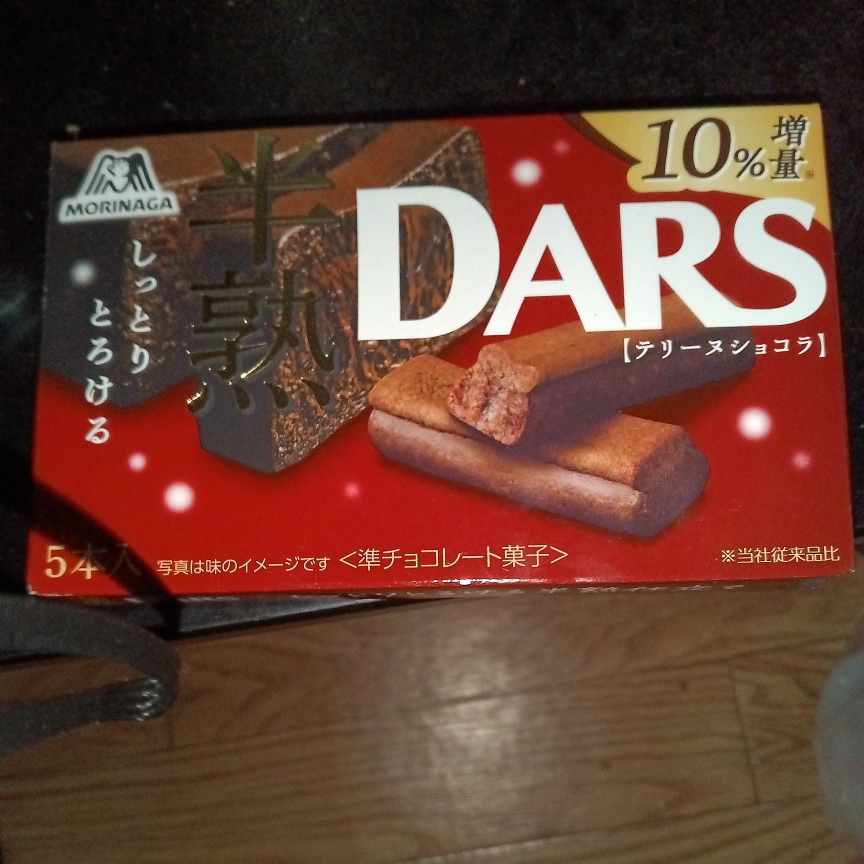 MORINAGA
半熟
しっとり
とろける
10%増量※
DARS
【テリーヌショコラ】
5本入
写真は味のイメージです
<準チョコレート菓子>
※当社従来品比